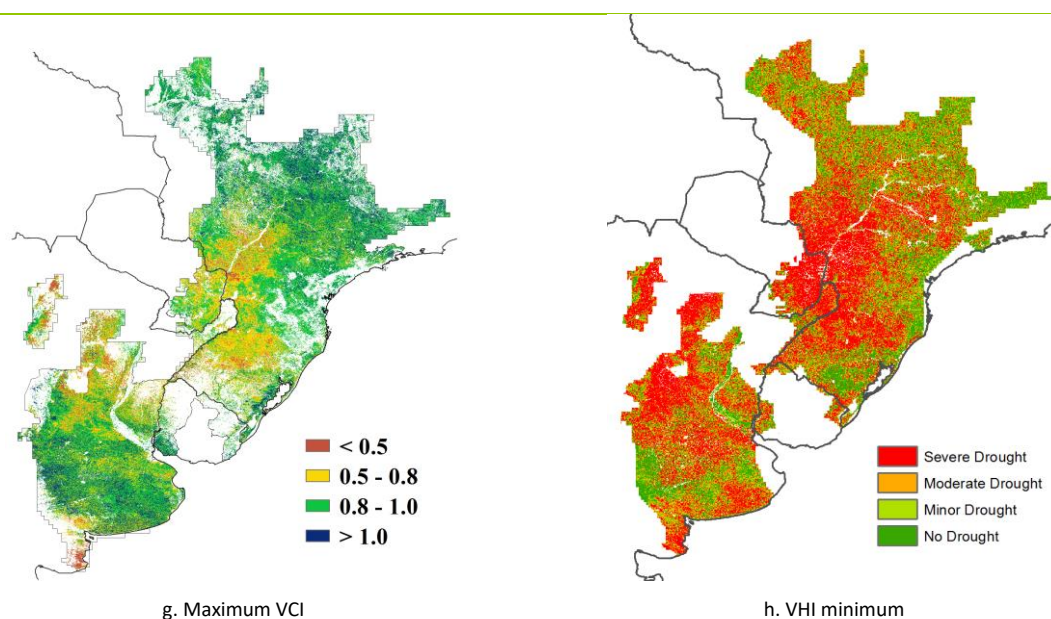 < 0.5
0.5 - 0.8
0.8 - 1.0
> 1.0
Severe Drought
Moderate Drought
Minor Drought
No Drought
g. Maximum VCI
h. VHI minimum